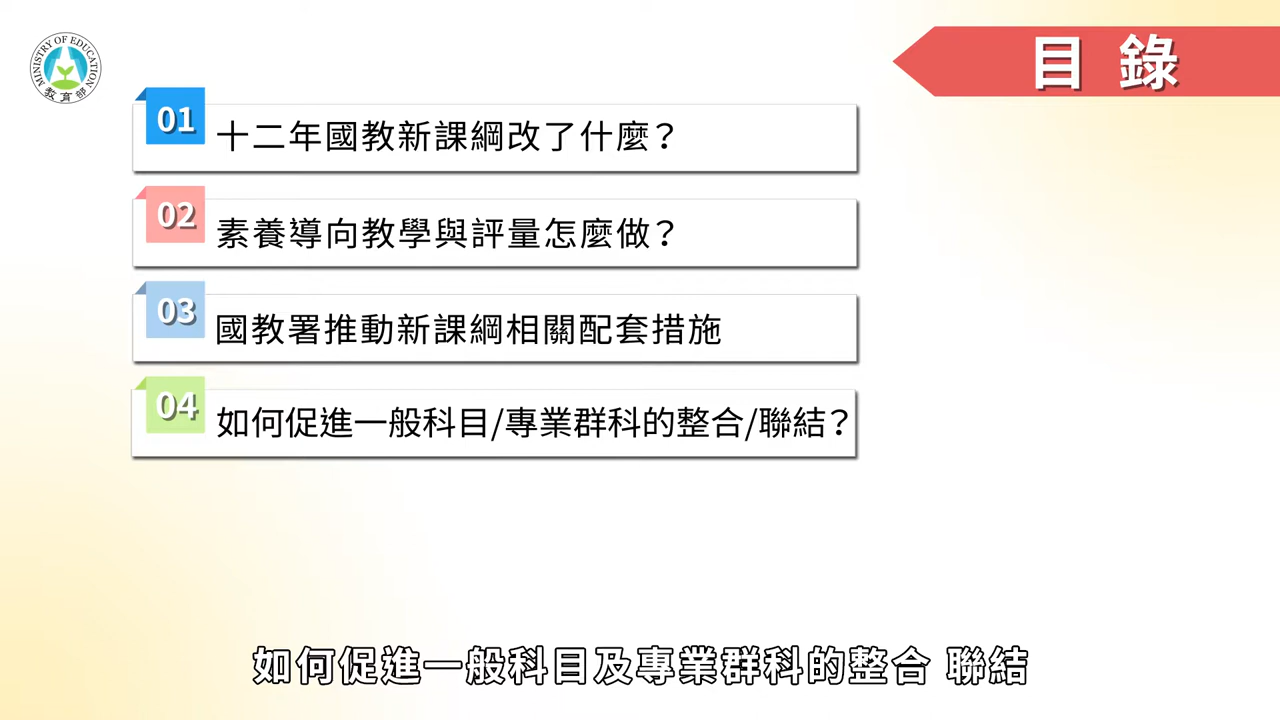 MINISTRY OF EDUCATION
教育部
目錄
01
十二年國教新課綱改了什麼？
02
素養導向教學與評量怎麼做？
03
國教署推動新課綱相關配套措施
04
如何促進一般科目/專業群科的整合/聯結？
如何促進一般科目及專業群科的整合 聯結